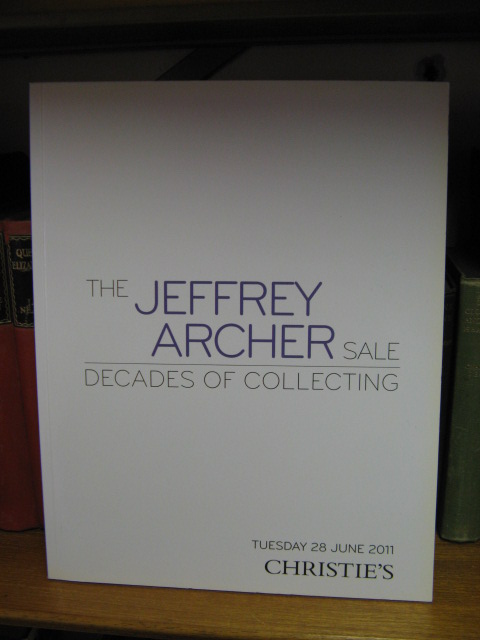 THE JEFFREY
ARCHER SALE
DECADES OF COLLECTING
TUESDAY 28 JUNE 2011
CHRISTIE'S